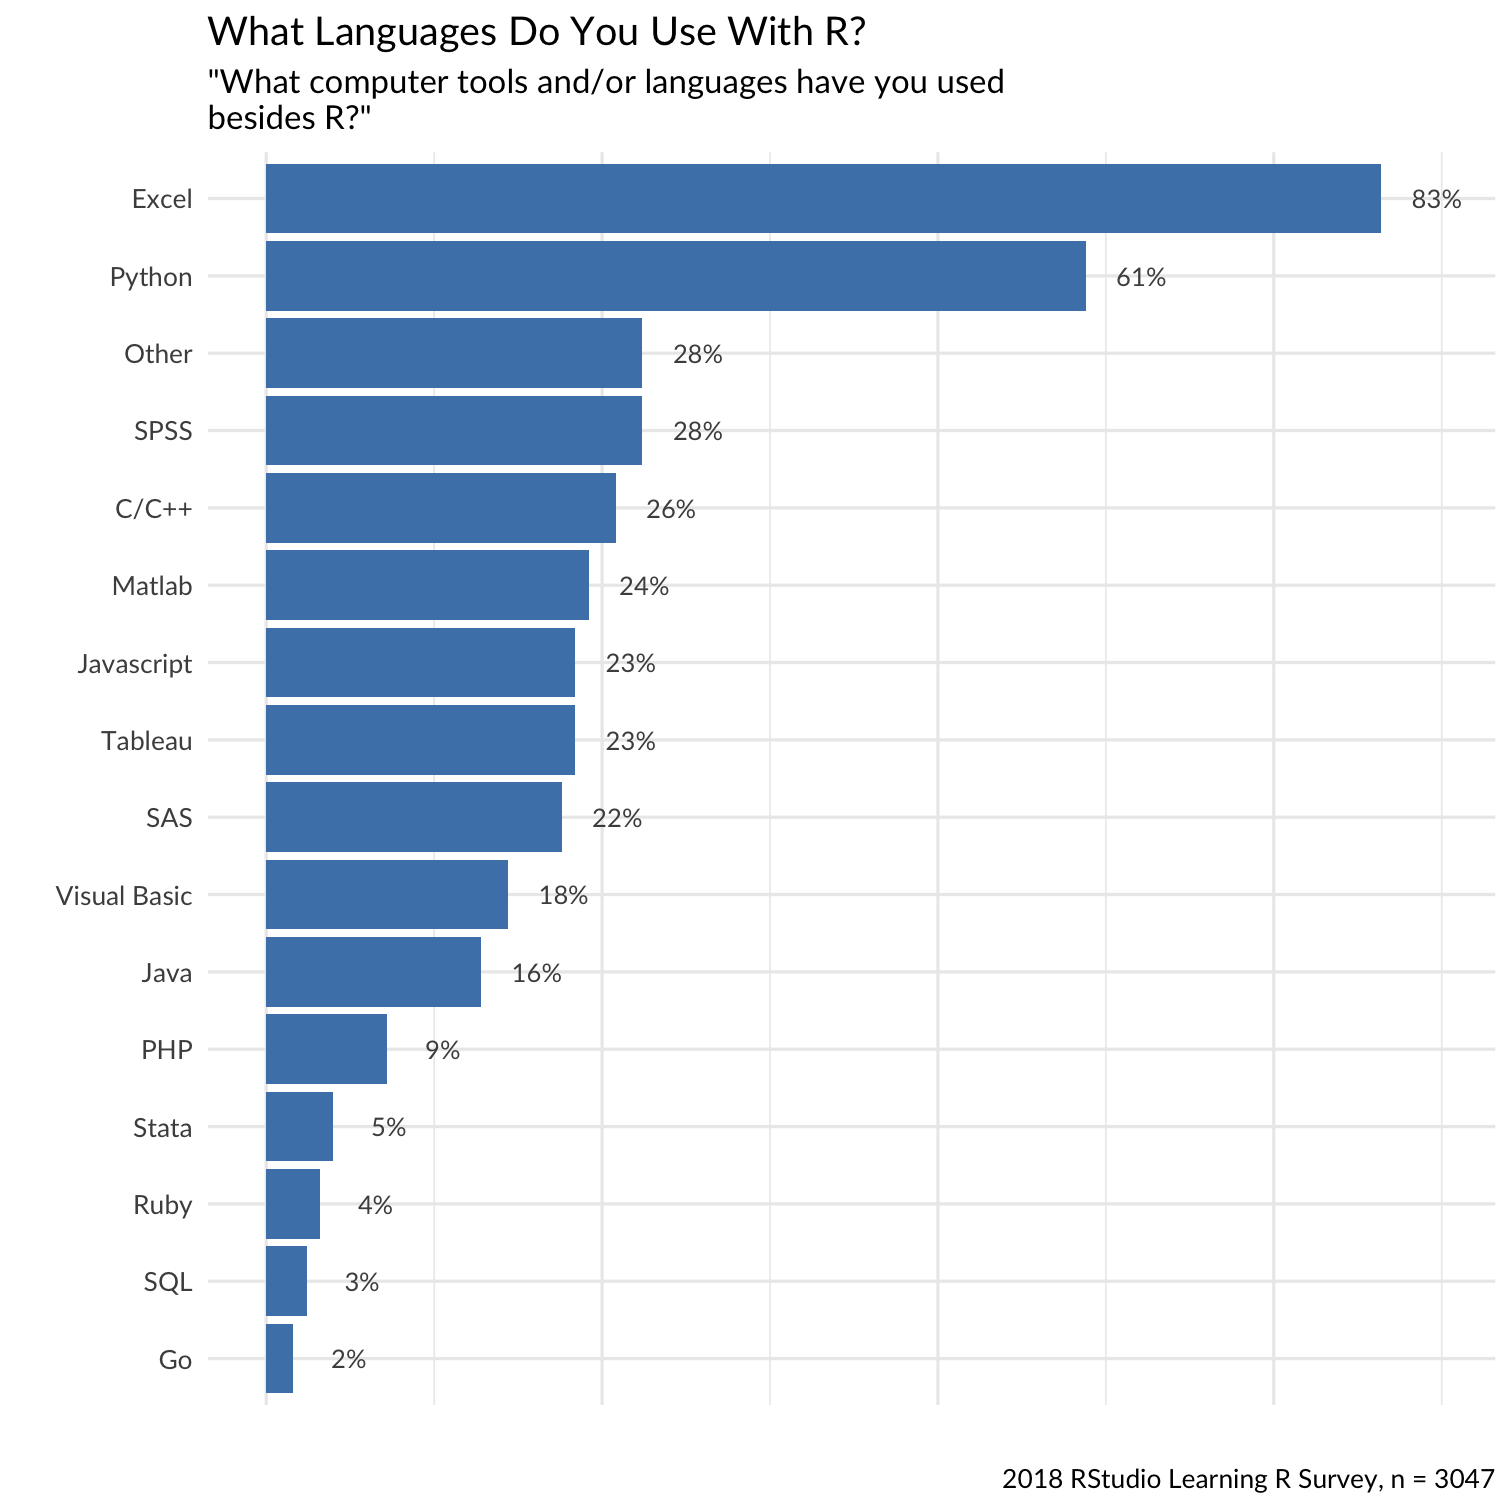 What Languages Do You Use With R?
"What computer tools and/or languages have you used
besides R?"
Excel 83%
Python 61%
Other 28%
SPSS 28%
C/C++ 26%
Matlab 24%
Javascript 23%
Tableau 23%
SAS 22%
Visual Basic 18%
Java 16%
PHP 9%
Stata 5%
Ruby 4%
SQL 3%
Go 2%
2018 RStudio Learning R Survey, n = 3047